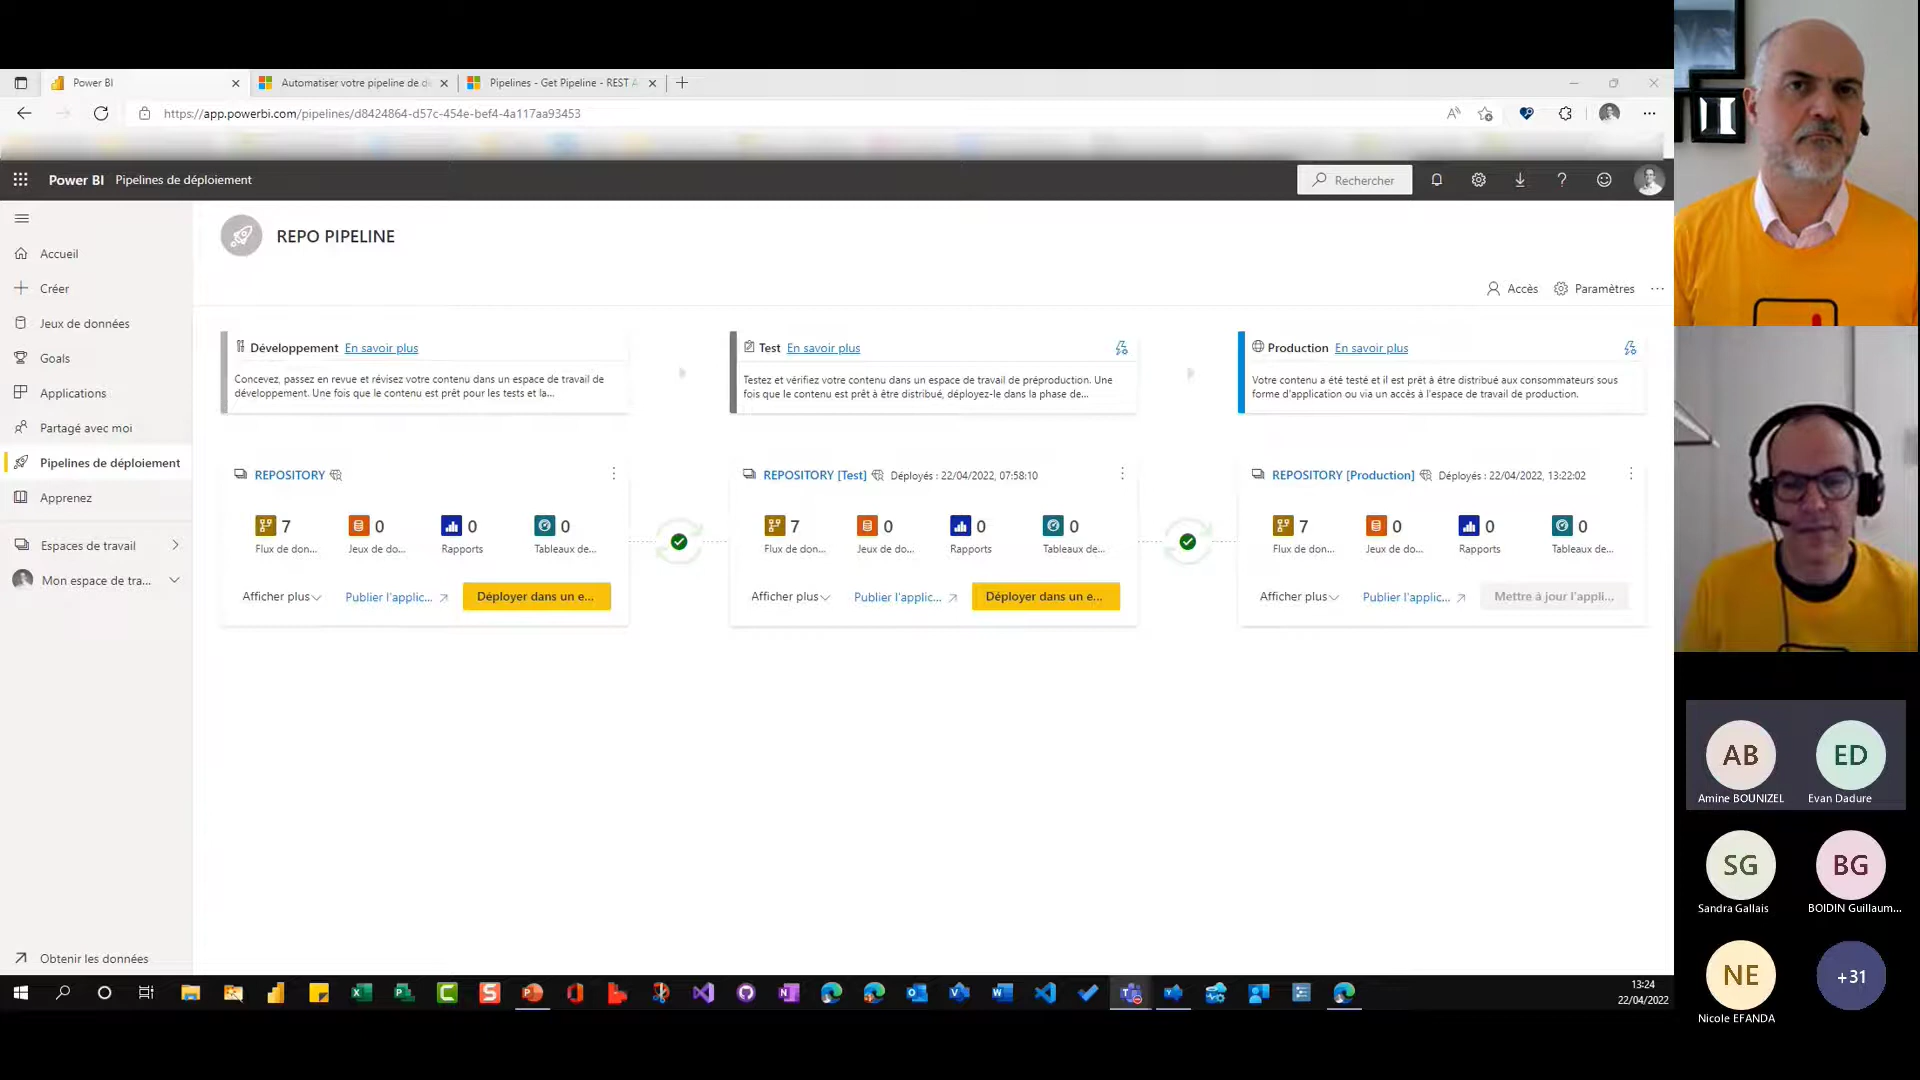 Power BI
Automatiser votre pipeline de de
Pipelines - Get Pipeline - REST A
https://app.powerbi.com/pipelines/d8424864-d57c-454e-bef4-4a117aa93453
Power BI Pipelines de déploiement
Rechercher
REPO PIPELINE
Accueil
Créer
Jeux de données
Goals
Applications
Partagé avec moi
Pipelines de déploiement
Apprenez
Espaces de travail
Mon espace de tra...
Obtenir les données
Accès
Paramètres
Développement En savoir plus
Concevez, passez en revue et révisez votre contenu dans un espace de travail de
développement. Une fois que le contenu est prêt pour les tests et la...
Test En savoir plus
Testez et vérifiez votre contenu dans un espace de travail de préproduction. Une
fois que le contenu est prêt à être distribué, déployez-le dans la phase de...
Production En savoir plus
Votre contenu a été testé et il est prêt à être distribué aux consommateurs sous
forme d'application ou via un accès à l'espace de travail de production.
REPOSITORY
7 0 0 0
Flux de don... Jeux de do... Rapports Tableaux de...
Afficher plus Publier l'applic... Déployer dans un e...
REPOSITORY [Test] Déployés : 22/04/2022, 07:58:10
7 0 0 0
Flux de don... Jeux de do... Rapports Tableaux de...
Afficher plus Publier l'applic... Déployer dans un e...
REPOSITORY [Production] Déployés : 22/04/2022, 13:22:02
7 0 0 0
Flux de don... Jeux de do... Rapports Tableaux de...
Afficher plus Publier l'applic... Mettre à jour l'appli...
13:24
22/04/2022
AB
Amine BOUNIZEL
ED
Evan Dadure
SG
Sandra Gallais
BG
BOIDIN Guillaum...
NE
Nicole EFANDA
+31